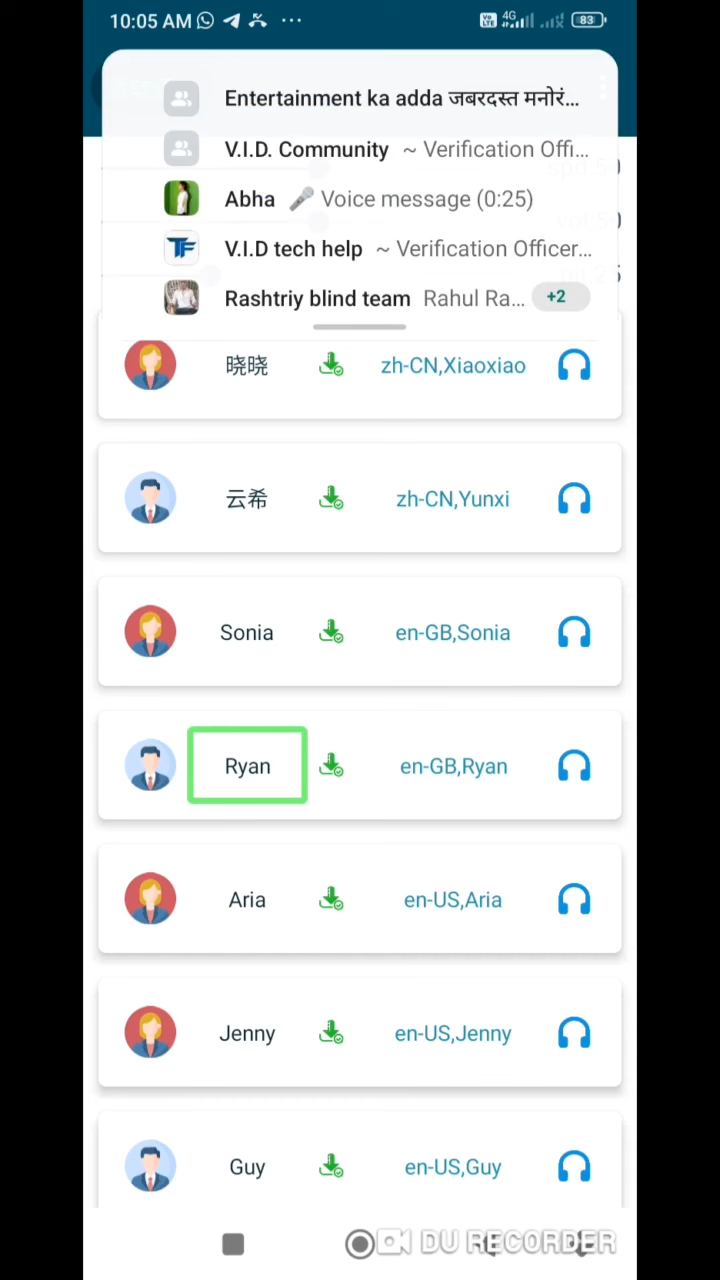 10:05 AM
4G
83
Entertainment ka adda जबरदस्त मनोरं...
V.I.D. Community ~ Verification Offi...
Abha 🎤 Voice message (0:25)
V.I.D tech help ~ Verification Officer...
Rashtriy blind team Rahul Ra... +2
晓晓 zh-CN,Xiaoxiao
云希 zh-CN,Yunxi
Sonia en-GB,Sonia
Ryan en-GB,Ryan
Aria en-US,Aria
Jenny en-US,Jenny
Guy en-US,Guy
DU RECORDER